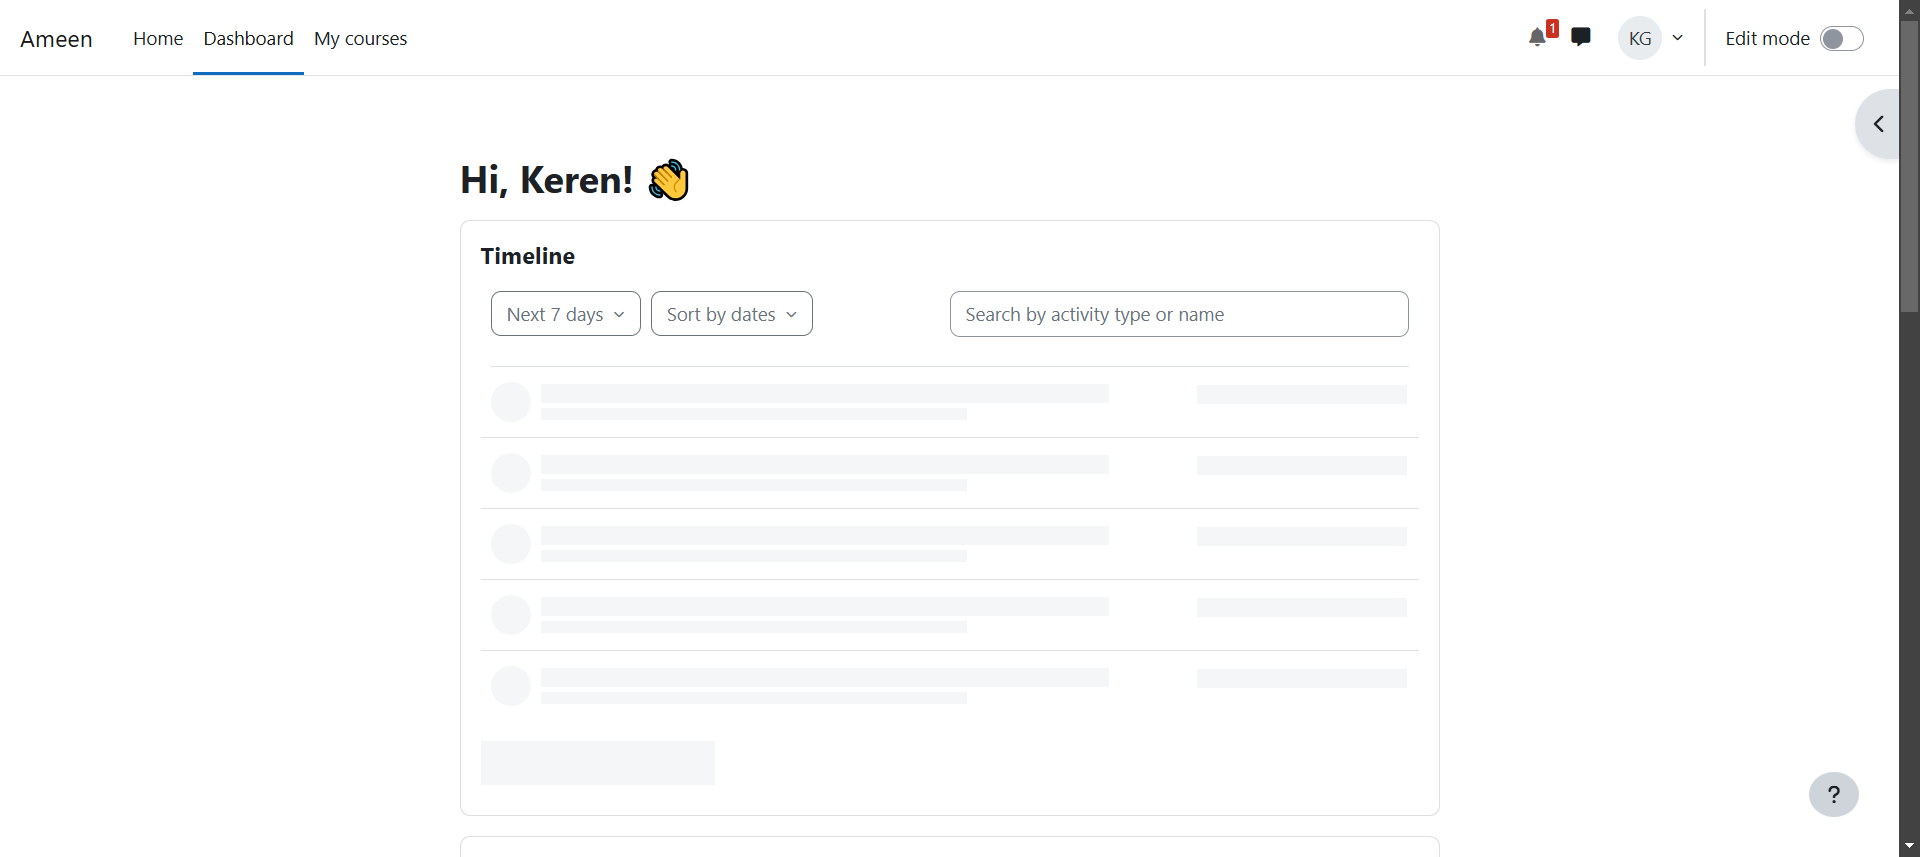 Ameen
Home
Dashboard
My courses
1
KG
Edit mode
Hi, Keren! 👋
Timeline
Next 7 days
Sort by dates
Search by activity type or name
?